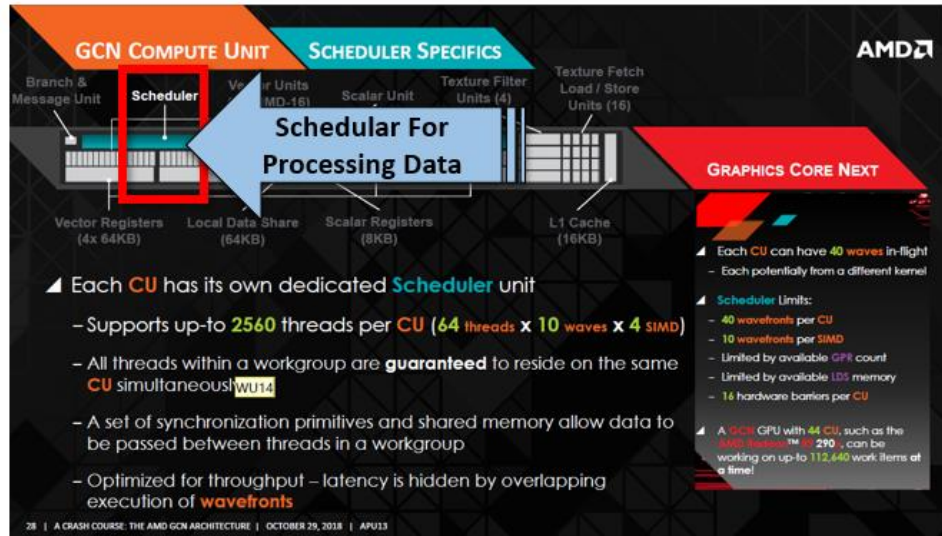 GCN COMPUTE UNIT
SCHEDULER SPECIFICS
AMD
Branch &
Message Unit
Scheduler
Vector Units
Scalar Unit
Texture Filter
Units (4)
Texture Fetch
Load / Store
Units (16)
Schedular For
Processing Data
Vector Registers
(4x 64KB)
Local Data Share
(64KB)
Scalar Registers
(8KB)
L1 Cache
(16KB)
GRAPHICS CORE NEXT
Each CU has its own dedicated Scheduler unit
– Supports up-to 2560 threads per CU (64 threads x 10 waves x 4 SIMD)
– All threads within a workgroup are guaranteed to reside on the same
CU simultaneously
WU14
– A set of synchronization primitives and shared memory allow data to
be passed between threads in a workgroup
– Optimized for throughput – latency is hidden by overlapping
execution of wavefronts
Each CU can have 40 waves in-flight
– Each potentially from a different kernel
Scheduler Limits:
– 40 wavefronts per CU
– 10 wavefronts per SIMD
– Limited by available GPR count
– Limited by available LDS memory
– 16 hardware barriers per CU
A GCN GPU with 44 CU, such as the
AMD Radeon™ R9 290X, can be
working on up-to 112,640 work items at
a time!
28 | A CRASH COURSE: THE AMD GCN ARCHITECTURE | OCTOBER 29, 2018 | APU13